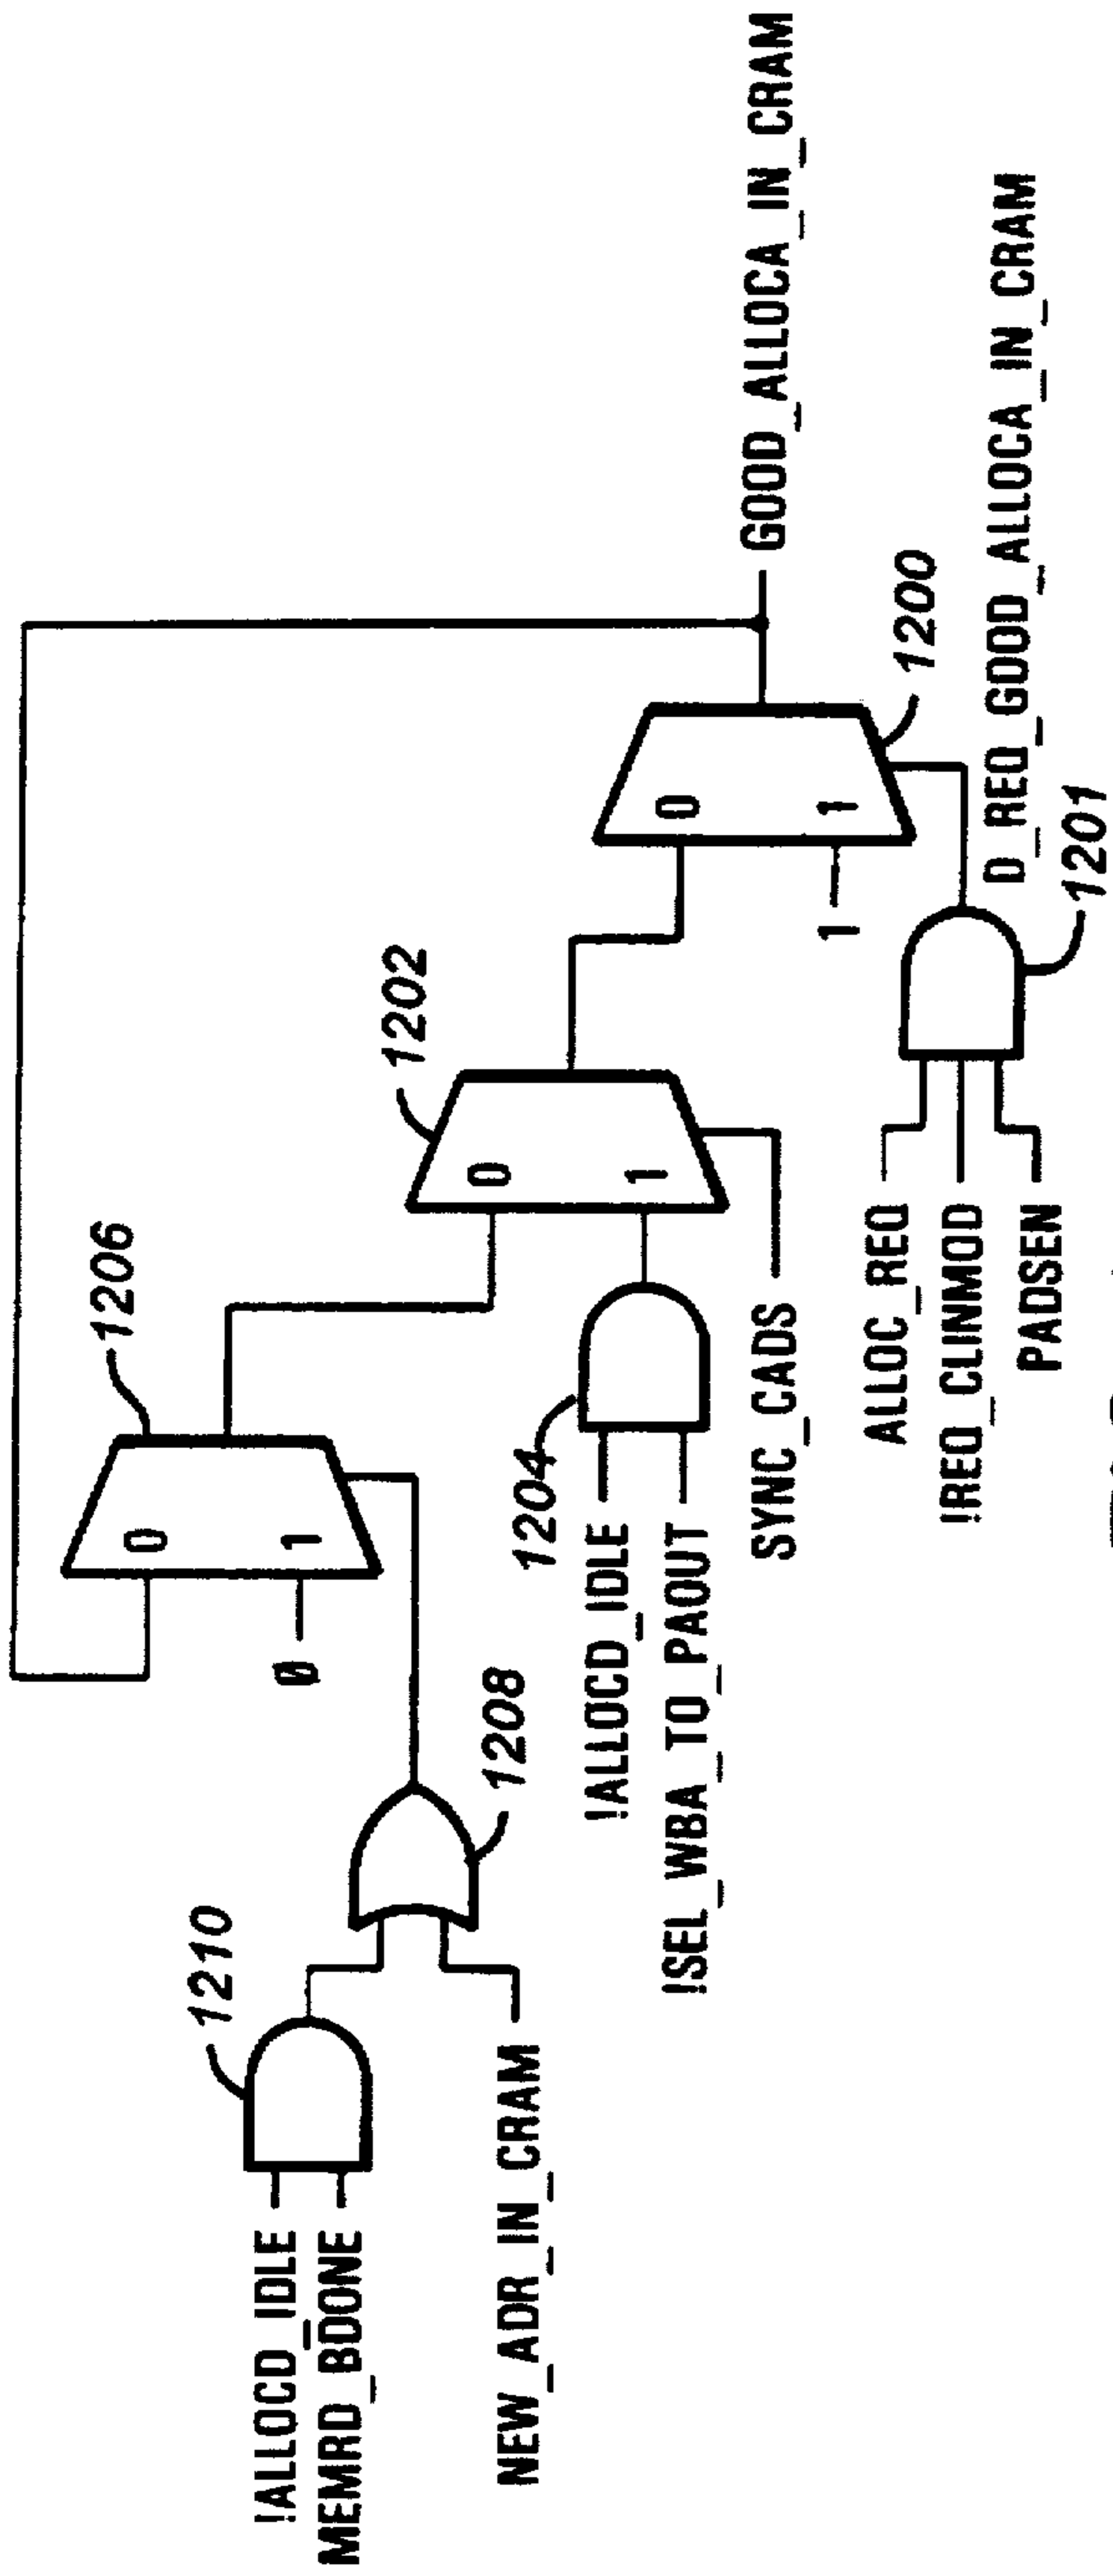 !ALLOCD_IDLE
MEMRD_BDONE
1210
NEW_ADR_IN_CRAM
1208
0
1
0
1206
!ALLOCD_IDLE
!SEL_WBA_TO_PAOUT
1204
0
1
1202
SYNC_CADS
ALLOC_REQ
!REQ_CLINMOD
PADSEN
1201
1
0
1
1200
GOOD_ALLOCA_IN_CRAM
D_REQ_GOOD_ALLOCA_IN_CRAM